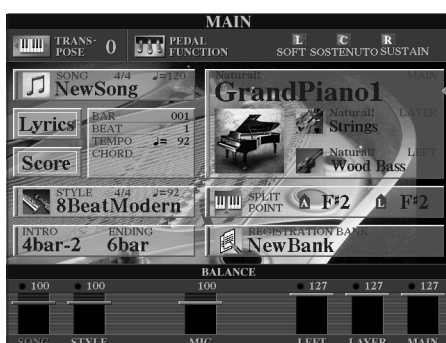 MAIN
TRANS-
POSE 0
PEDAL
FUNCTION
L C R
SOFT SOSTENUTO SUSTAIN
SONG 4/4 ♩=120
NewSong
Natural! MAIN
GrandPiano1
Lyrics
Score
BAR 001
BEAT 1
TEMPO ♩= 92
CHORD
Natural! LAYER
Strings
Natural! LEFT
Wood Bass
STYLE 4/4 ♩=92
8BeatModern
SPLIT
POINT
A F♯2 L F♯2
INTRO ENDING
4bar-2 6bar
REGISTRATION BANK
NewBank
BALANCE
100 100 100 127 127 127
SONG STYLE MIC LEFT LAYER MAIN